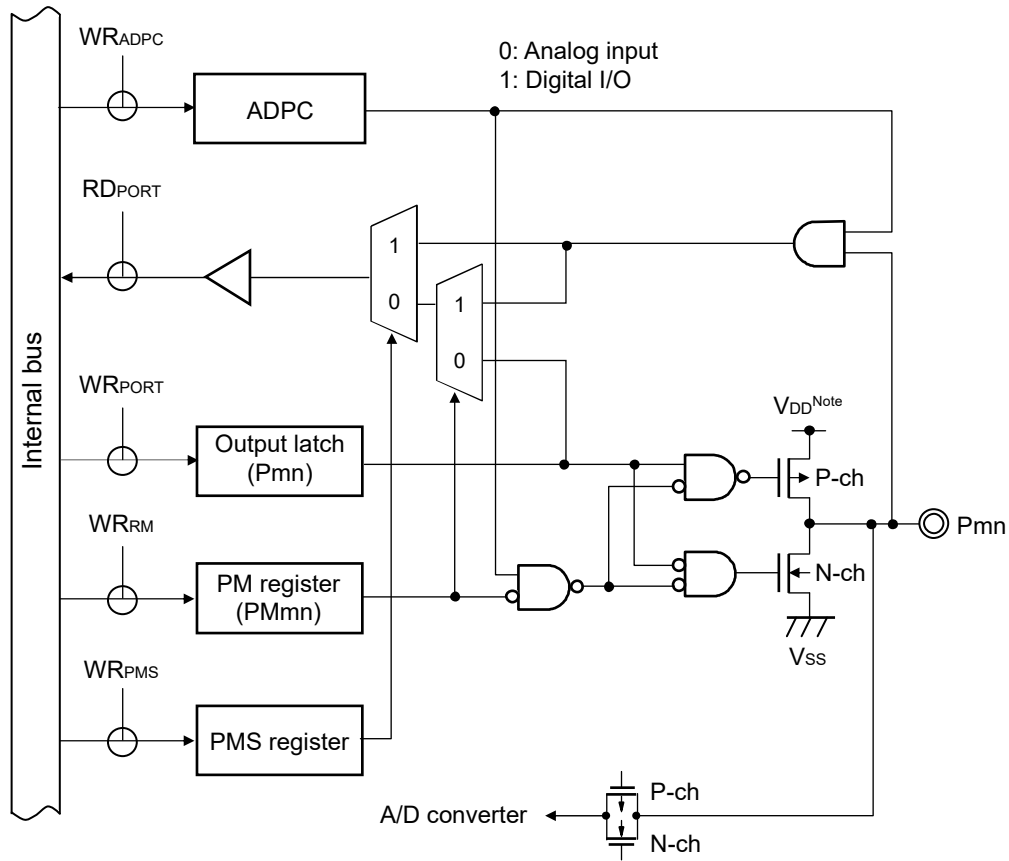 WRADPC
0: Analog input
1: Digital I/O
ADPC
RDPORT
1
0
1
0
Internal bus
WRPORT
VDDNote
Output latch
(Pmn)
P-ch
Pmn
WRRM
N-ch
PM register
(PMmn)
VSS
WRPMS
PMS register
P-ch
A/D converter
N-ch